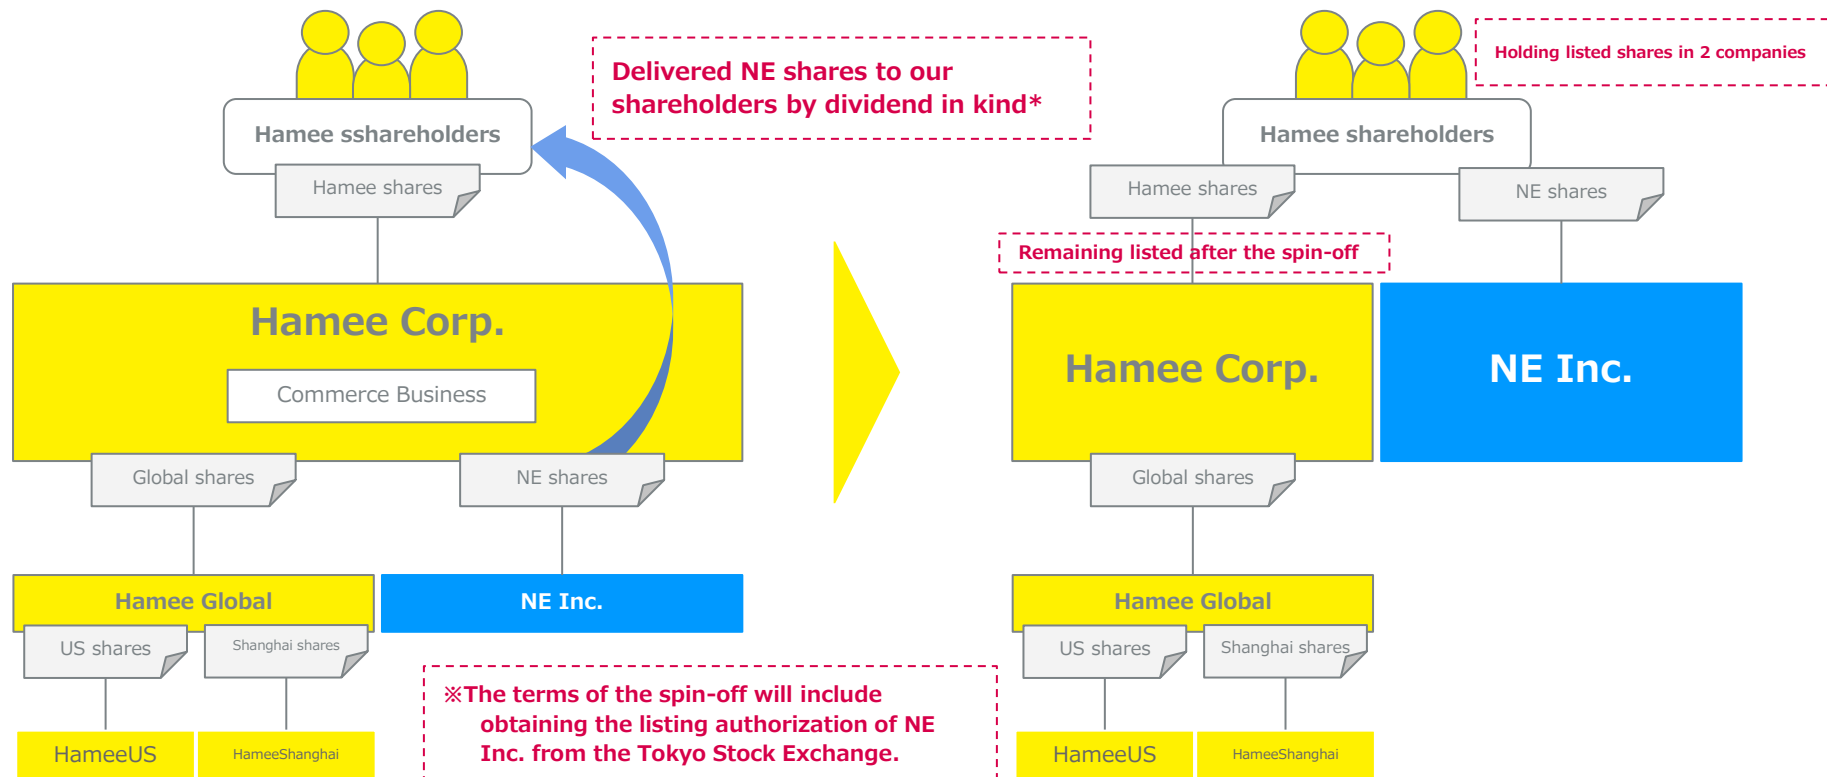 Hamee sshareholders
Hamee shares
Delivered NE shares to our
shareholders by dividend in kind*
Hamee Corp.
Commerce Business
Global shares
NE shares
Hamee Global
NE Inc.
US shares
Shanghai shares
HameeUS
HameeShanghai
※The terms of the spin-off will include
obtaining the listing authorization of NE
Inc. from the Tokyo Stock Exchange.
Holding listed shares in 2 companies
Hamee shareholders
Hamee shares
NE shares
Remaining listed after the spin-off
Hamee Corp.
NE Inc.
Global shares
Hamee Global
US shares
Shanghai shares
HameeUS
HameeShanghai